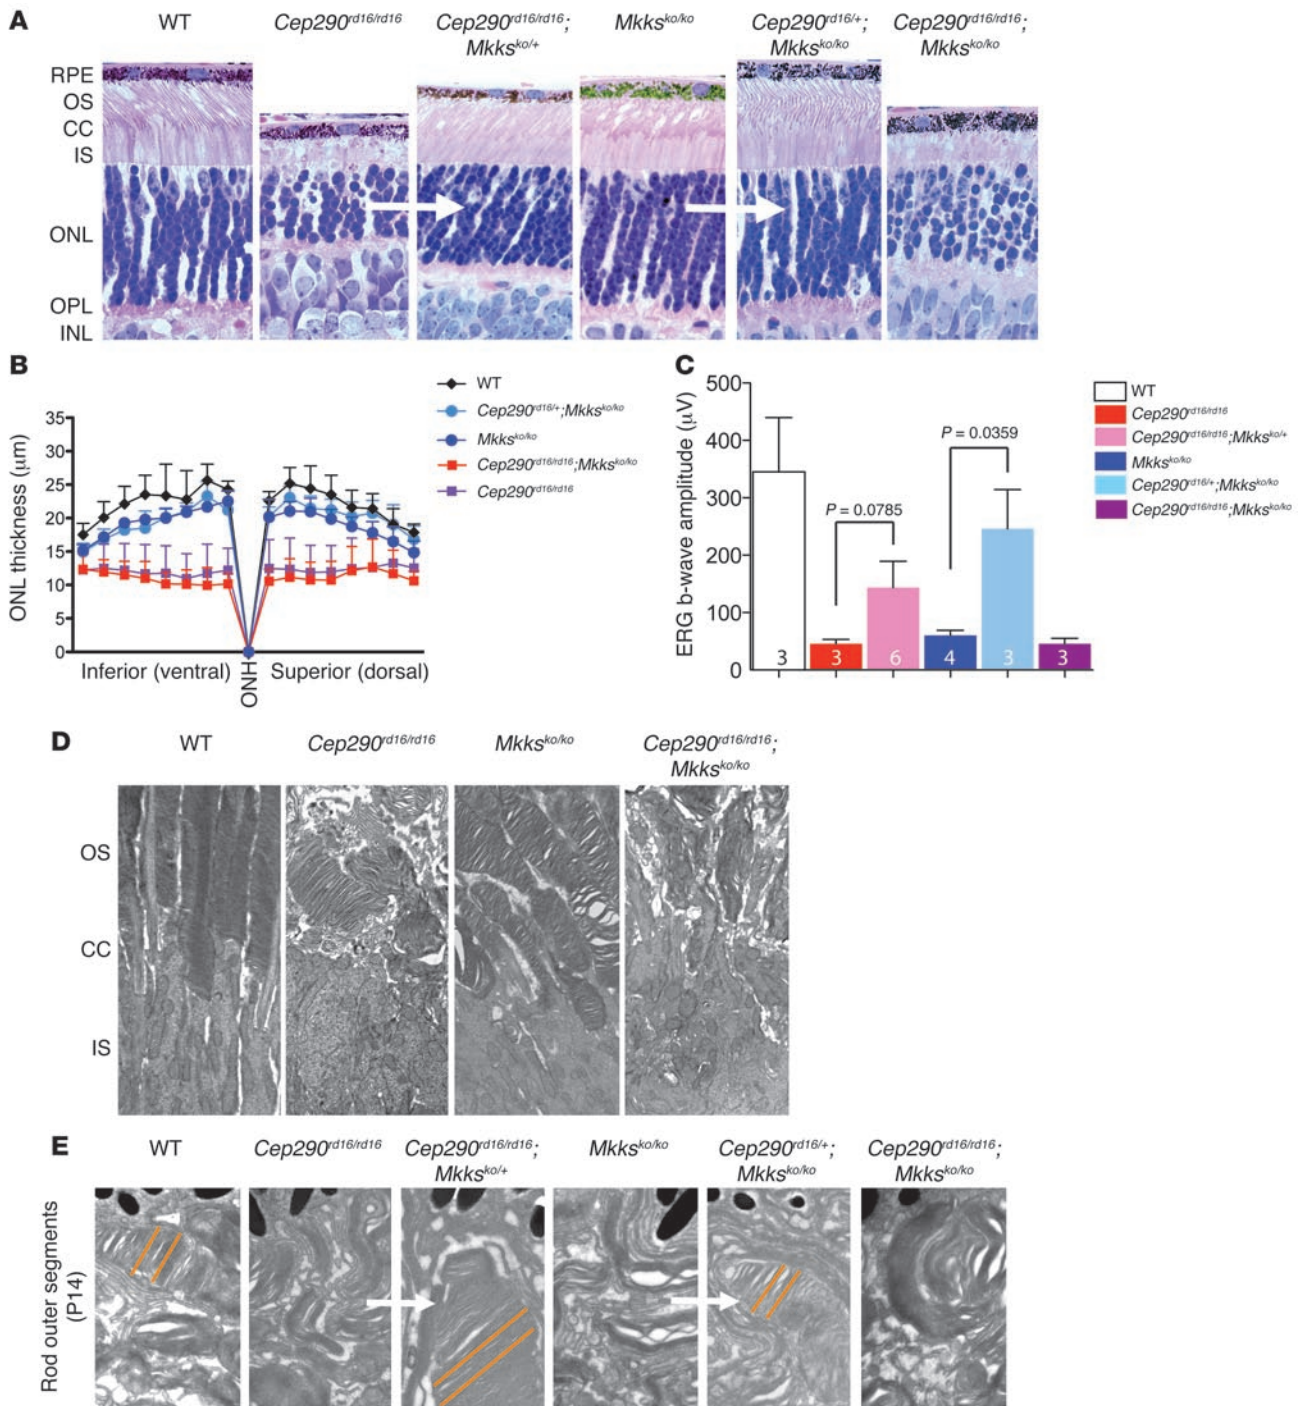 A
WT
Cep290rd16/rd16
Cep290rd16/rd16;
Mkksko/+
Mkksko/ko
Cep290rd16/+;
Mkksko/ko
Cep290rd16/rd16;
Mkksko/ko
RPE
OS
CC
IS
ONL
OPL
INL
B
ONL thickness (μm)
35
30
25
20
15
10
5
0
Inferior (ventral)
ONH
Superior (dorsal)
WT
Cep290rd16/+;Mkksko/ko
Mkksko/ko
Cep290rd16/rd16;Mkksko/ko
Cep290rd16/rd16
C
ERG b-wave amplitude (μV)
500
400
300
200
100
0
P = 0.0785
P = 0.0359
3
3
6
4
3
3
WT
Cep290rd16/rd16
Cep290rd16/rd16;Mkksko/+
Mkksko/ko
Cep290rd16/+;Mkksko/ko
Cep290rd16/rd16;Mkksko/ko
D
WT
Cep290rd16/rd16
Mkksko/ko
Cep290rd16/rd16;
Mkksko/ko
OS
CC
IS
E
WT
Cep290rd16/rd16
Cep290rd16/rd16;
Mkksko/+
Mkksko/ko
Cep290rd16/+;
Mkksko/ko
Cep290rd16/rd16;
Mkksko/ko
Rod outer segments
(P14)